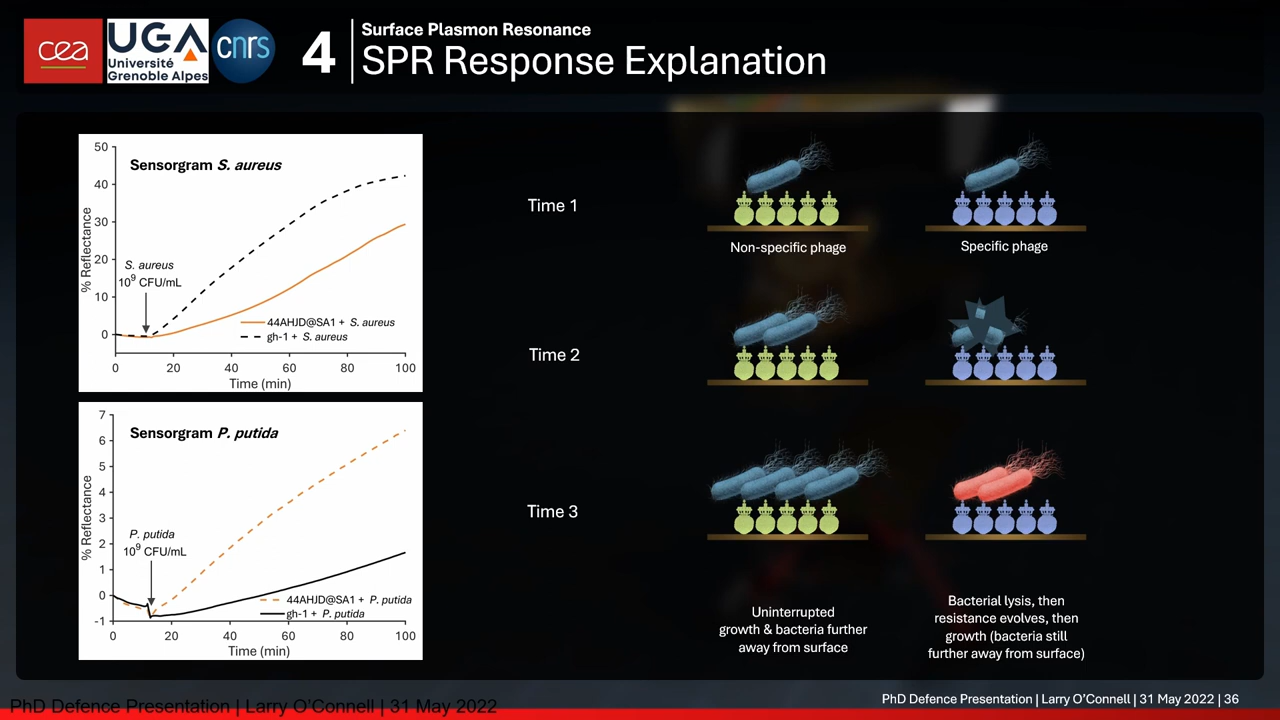 cea
UGA
Université
Grenoble Alpes
cnrs
4
Surface Plasmon Resonance
SPR Response Explanation
Sensorgram S. aureus
50
40
30
20
10
0
% Reflectance
S. aureus
10⁹ CFU/mL
44AHJD@SA1 + S. aureus
gh-1 + S. aureus
0 20 40 60 80 100
Time (min)
Sensorgram P. putida
7
6
5
4
3
2
1
0
-1
% Reflectance
P. putida
10⁹ CFU/mL
44AHJD@SA1 + P. putida
gh-1 + P. putida
0 20 40 60 80 100
Time (min)
Time 1
Non-specific phage
Specific phage
Time 2
Time 3
Uninterrupted
growth & bacteria further
away from surface
Bacterial lysis, then
resistance evolves, then
growth (bacteria still
further away from surface)
PhD Defence Presentation | Larry O'Connell | 31 May 2022 | 36
PhD Defence Presentation | Larry O'Connell | 31 May 2022